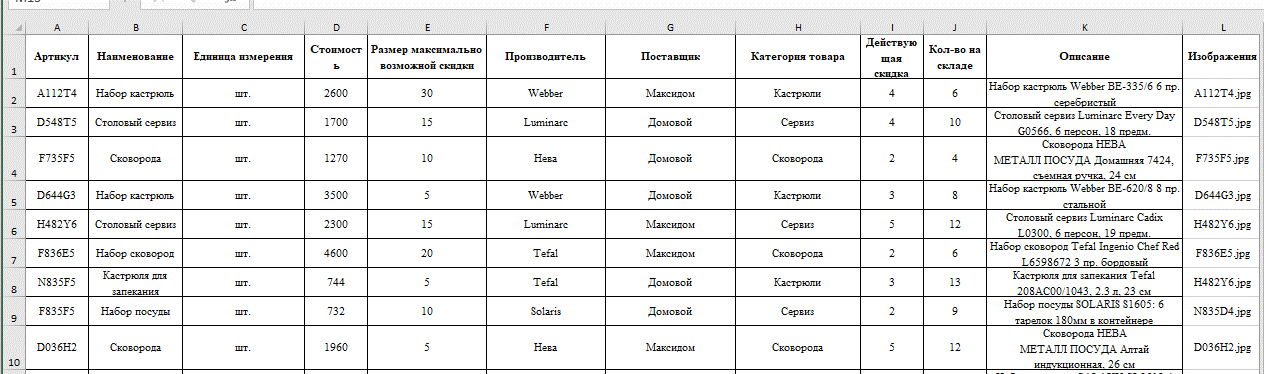 A B C D E F G H I J K L
1 Артикул Наименование Единица измерения Стоимост
ь Размер максимально
возможной скидки Производитель Поставщик Категория товара Действую
щая
скидка Кол-во на
складе Описание Изображения
2 A112T4 Набор кастрюль шт. 2600 30 Webber Максидом Кастрюли 4 6 Набор кастрюль Webber BE-335/6 6 пр.
серебристый A112T4.jpg
3 D548T5 Столовый сервиз шт. 1700 15 Luminarc Домовой Сервиз 4 10 Столовый сервиз Luminarc Every Day
G0566, 6 персон, 18 предм. D548T5.jpg
4 F735F5 Сковорода шт. 1270 10 Нева Домовой Сковорода 2 4 Сковорода НЕВА
МЕТАЛЛ ПОСУДА Домашняя 7424,
съемная ручка, 24 см F735F5.jpg
5 D644G3 Набор кастрюль шт. 3500 5 Webber Домовой Кастрюли 3 8 Набор кастрюль Webber BE-620/8 8 пр.
стальной D644G3.jpg
6 H482Y6 Столовый сервиз шт. 2300 15 Luminarc Максидом Сервиз 5 12 Столовый сервиз Luminarc Cadix
L0300, 6 персон, 19 предм. H482Y6.jpg
7 F836E5 Набор сковород шт. 4600 20 Tefal Максидом Сковорода 2 6 Набор сковород Tefal Ingenio Chef Red
L6598672 3 пр. бордовый F836E5.jpg
8 N835F5 Кастрюля для
запекания шт. 744 5 Tefal Домовой Кастрюли 3 13 Кастрюля для запекания Tefal
208AC00/1043, 2.3 л, 23 см H482Y6.jpg
9 F835F5 Набор посуды шт. 732 10 Solaris Домовой Сервиз 2 9 Набор посуды SOLARIS S1605: 6
тарелок 180мм в контейнере N835D4.jpg
10 D036H2 Сковорода шт. 1960 5 Нева Максидом Сковорода 5 12 Сковорода НЕВА
МЕТАЛЛ ПОСУДА Алтай
индукционная, 26 см D036H2.jpg